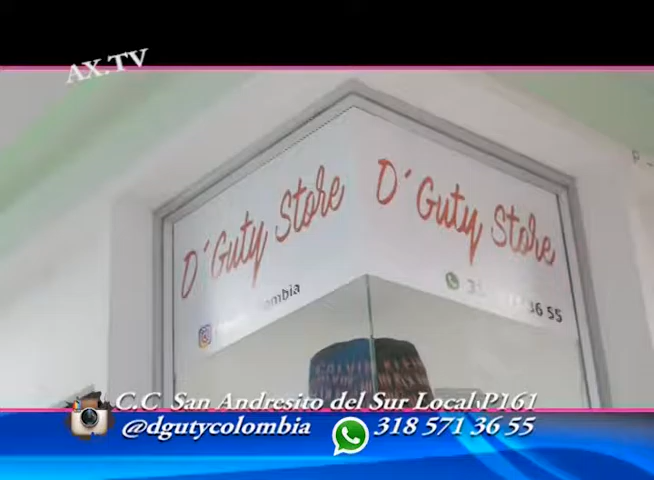 AX.TV
D´Guty Store
D´Guty Store
36 55
C.C San Andresito del Sur Local P161
@dgutycolombia 318 571 36 55